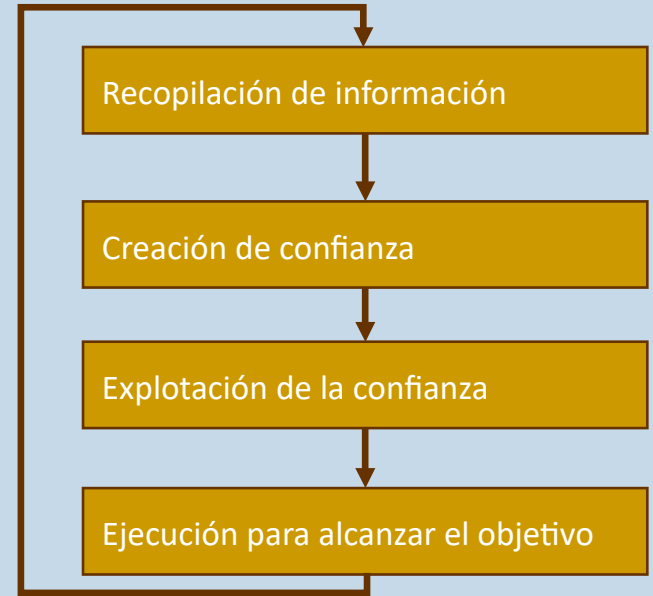 Recopilación de información
Creación de confianza
Explotación de la confianza
Ejecución para alcanzar el objetivo